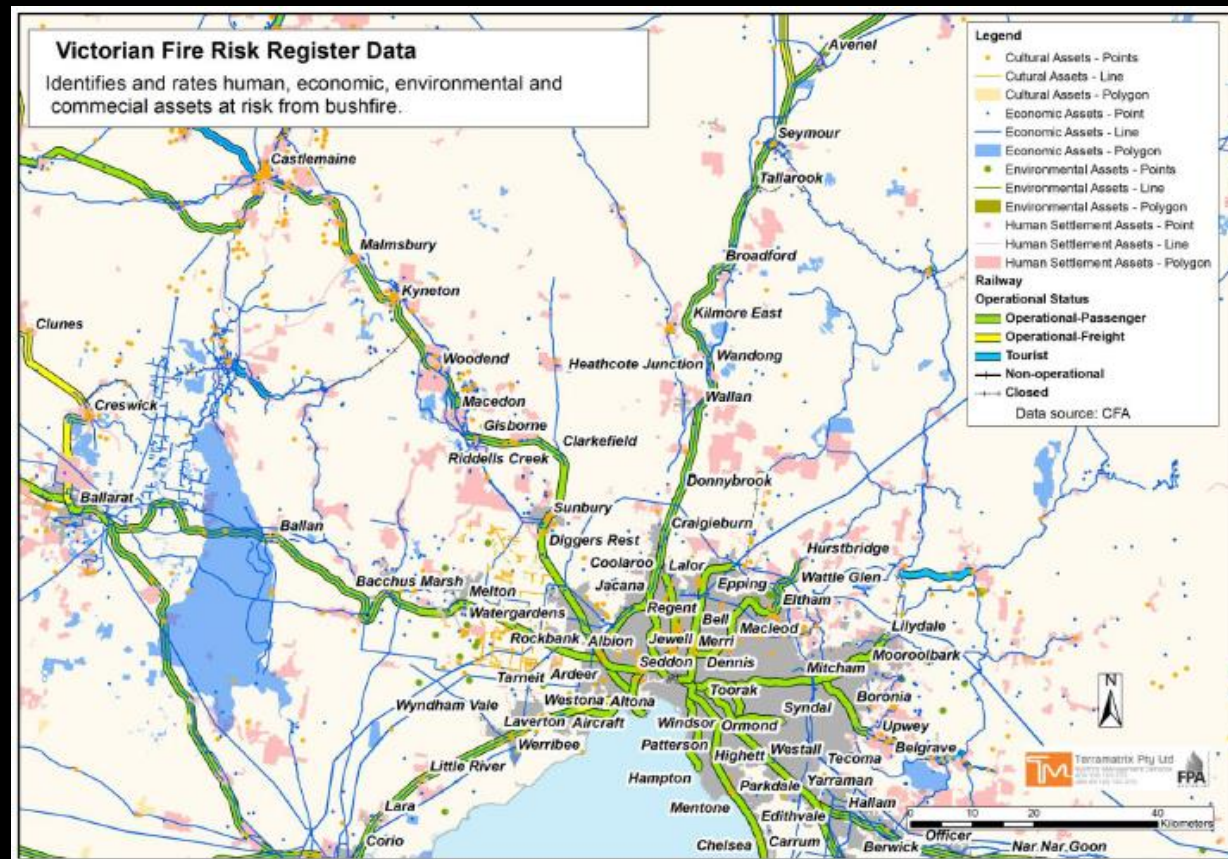 Victorian Fire Risk Register Data
Identifies and rates human, economic, environmental and
commecial assets at risk from bushfire.
Legend
Cultural Assets - Points
Cutural Assets - Line
Cultural Assets - Polygon
Economic Assets - Point
Economic Assets - Line
Economic Assets - Polygon
Environmental Assets - Points
Environmental Assets - Line
Environmental Assets - Polygon
Human Settlement Assets - Point
Human Settlement Assets - Line
Human Settlement Assets - Polygon
Railway
Operational Status
Operational-Passenger
Operational-Freight
Tourist
Non-operational
Closed
Data source: CFA
Avenel
Seymour
Castlemaine
Tallarook
Malmsbury
Broadford
Kyneton
Kilmore East
Clunes
Wandong
Woodend
Heathcote Junction
Wallan
Creswick
Macedon
Gisborne
Clarkefield
Riddells Creek
Donnybrook
Ballarat
Sunbury
Ballan
Craigieburn
Diggers Rest
Hurstbridge
Coolaroo
Lalor
Wattle Glen
Bacchus Marsh
Jacana
Epping
Melton
Eltham
Watergardens
Regent
Bell
Lilydale
Macleod
Rockbank
Albion
Jewell
Merri
Mooroolbark
Seddon
Dennis
Mitcham
Tarneit
Ardeer
Toorak
Boronia
Wyndham Vale
Westona
Altona
Syndal
Laverton
Aircraft
Windsor
Ormond
Upwey
Werribee
Patterson
Highett
Westall
Belgrave
Little River
Tecoma
Hampton
Parkdale
Yarraman
Lara
Mentone
Hallam
Edithvale
Corio
Officer
Chelsea
Carrum
Berwick
Nar Nar Goon
N
TM
Terramatrix Pty Ltd
FPA
0 10 20 40
Kilometers